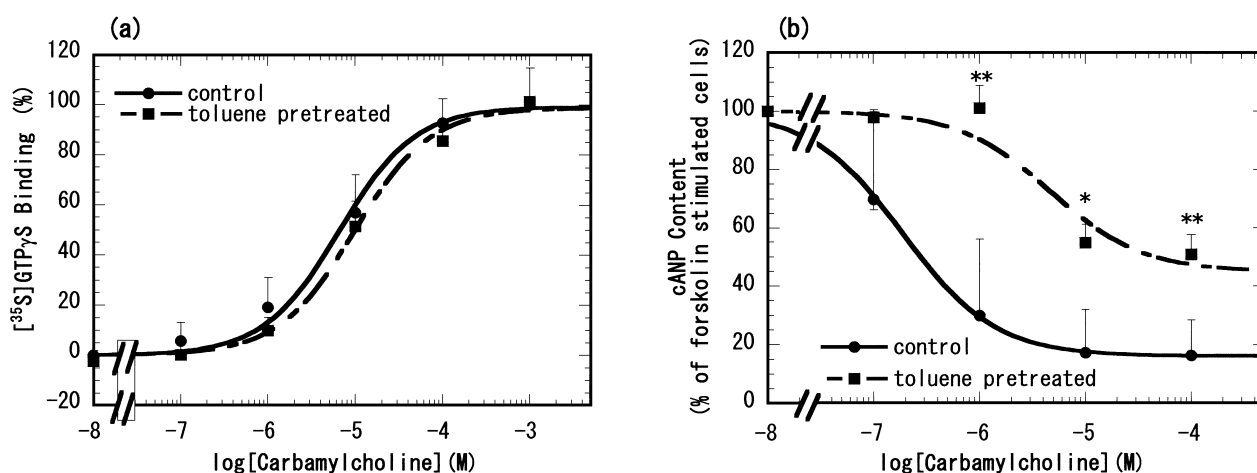 (a)
120
100
80
60
40
20
0
-20
[35S]GTPγS Binding (%)
control
toluene pretreated
-8 -7 -6 -5 -4 -3
log[Carbamylcholine](M)
(b)
120
100
80
60
40
20
0
cANP Content
(% of forskolin stimulated cells)
**
*
**
control
toluene pretreated
-8 -7 -6 -5 -4
log[Carbamylcholine](M)